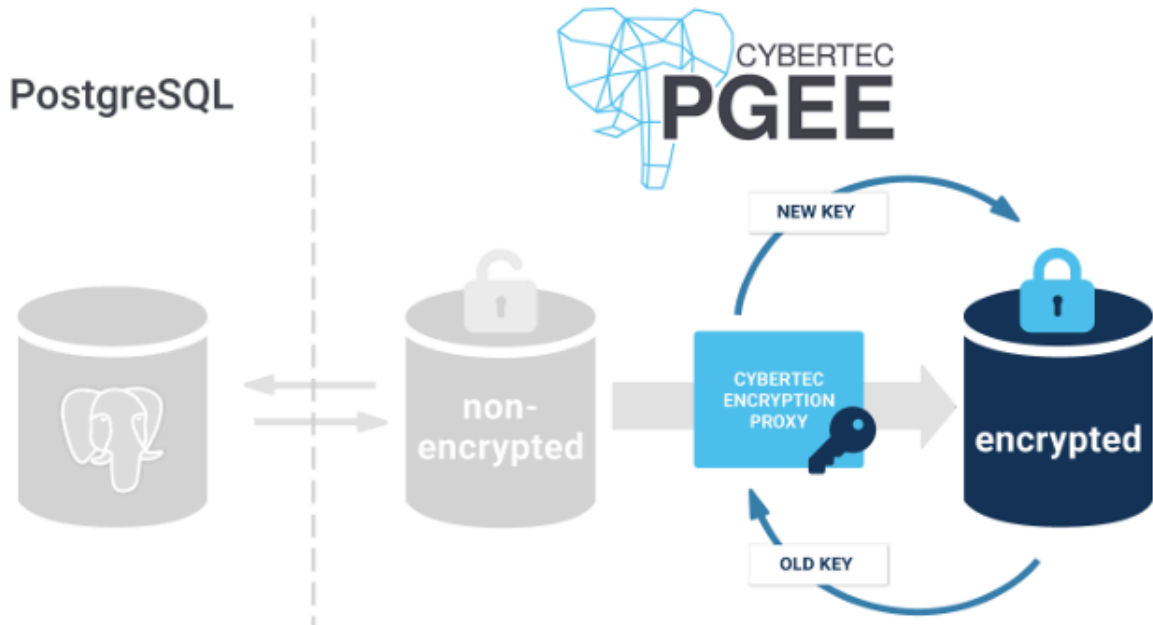 PostgreSQL
CYBERTEC
PGEE
NEW KEY
non-
encrypted
CYBERTEC
ENCRYPTION
PROXY
encrypted
OLD KEY